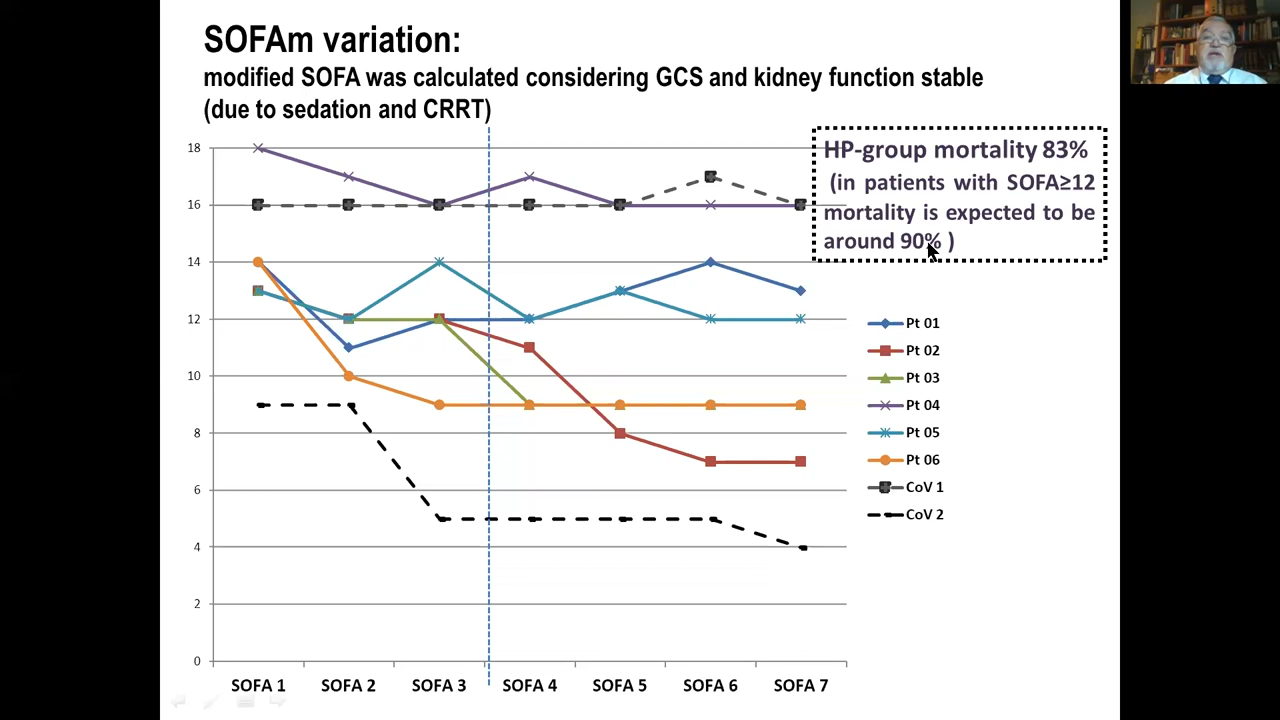 SOFAm variation:
modified SOFA was calculated considering GCS and kidney function stable
(due to sedation and CRRT)
HP-group mortality 83%
(in patients with SOFA≥12
mortality is expected to be
around 90% )
18
16
14
12
10
8
6
4
2
0
SOFA 1
SOFA 2
SOFA 3
SOFA 4
SOFA 5
SOFA 6
SOFA 7
Pt 01
Pt 02
Pt 03
Pt 04
Pt 05
Pt 06
CoV 1
CoV 2